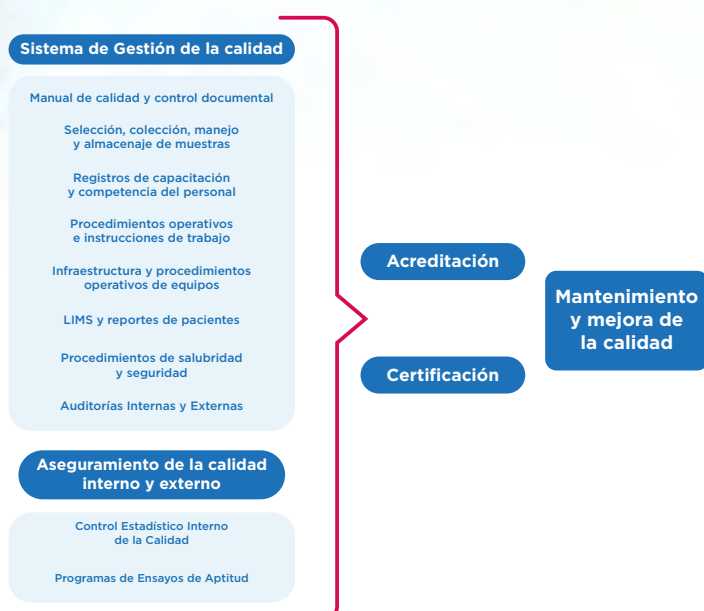 Sistema de Gestión de la calidad
Manual de calidad y control documental
Selección, colección, manejo
y almacenaje de muestras
Registros de capacitación
y competencia del personal
Procedimientos operativos
e instrucciones de trabajo
Infraestructura y procedimientos
operativos de equipos
LIMS y reportes de pacientes
Procedimientos de salubridad
y seguridad
Auditorías Internas y Externas
Aseguramiento de la calidad
interno y externo
Control Estadístico Interno
de la Calidad
Programas de Ensayos de Aptitud
Acreditación
Certificación
Mantenimiento
y mejora de
la calidad